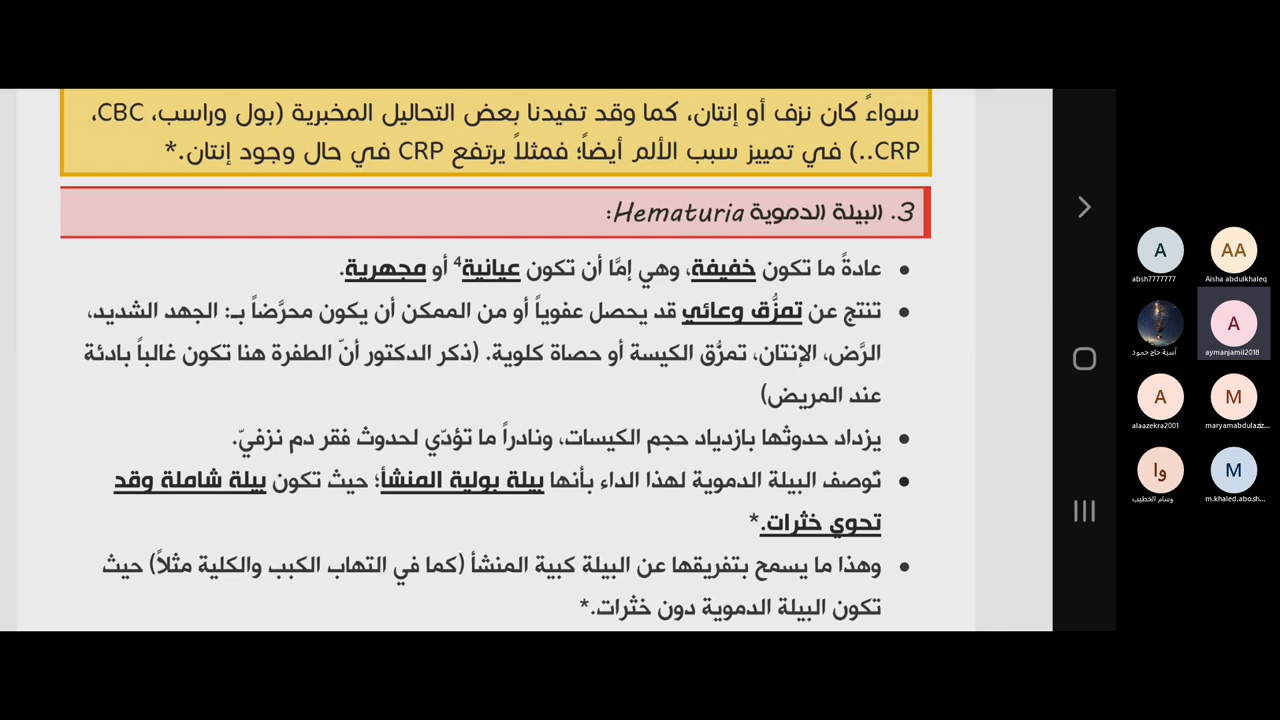 سواءً كان نزف أو إنتان، كما وقد تفيدنا بعض التحاليل المخبرية (بول وراسب، CBC،
CRP..) في تمييز سبب الألم أيضاً؛ فمثلاً يرتفع CRP في حال وجود إنتان.*
3. البيلة الدموية Hematuria:
● عادةً ما تكون خفيفة، وهي إمَّا أن تكون عيانية⁴ أو مجهرية.
● تنتج عن تمزُّق وعائي قد يحصل عفوياً أو من الممكن أن يكون محرَّضاً بـ: الجهد الشديد،
الرَّض، الإنتان، تمزُّق الكيسة أو حصاة كلوية. (ذكر الدكتور أنّ الطفرة هنا تكون غالباً بادئة
عند المريض)
● يزداد حدوثها بازدياد حجم الكيسات، ونادراً ما تؤدّي لحدوث فقر دم نزفيّ.
● تُوصف البيلة الدموية لهذا الداء بأنها بيلة بولية المنشأ؛ حيث تكون بيلة شاملة وقد
تحوي خثرات.*
● وهذا ما يسمح بتفريقها عن البيلة كبية المنشأ (كما في التهاب الكبب والكلية مثلاً) حيث
تكون البيلة الدموية دون خثرات.*
A
absh7777777
AA
Aisha abdulkhaleq
آسية حاج حمود
A
aymanjamil2018
A
alaazekra2001
M
maryamabdulaziz...
وا
وسام الخطيب
M
m.khaled.abosh...